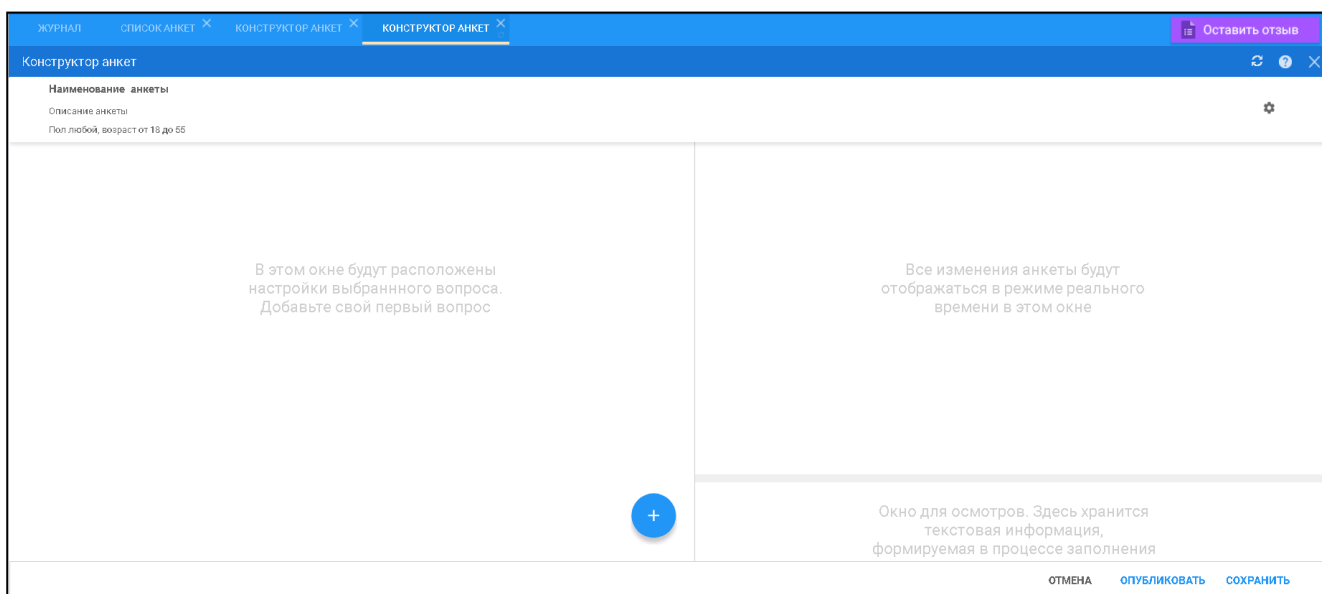 ЖУРНАЛ СПИСОК АНКЕТ КОНСТРУКТОР АНКЕТ КОНСТРУКТОР АНКЕТ Оставить отзыв
Конструктор анкет
Наименование анкеты
Описание анкеты
Пол любой, возраст от 18 до 55
В этом окне будут расположены
настройки выбраннного вопроса.
Добавьте свой первый вопрос
Все изменения анкеты будут
отображаться в режиме реального
времени в этом окне
Окно для осмотров. Здесь хранится
текстовая информация,
формируемая в процессе заполнения
ОТМЕНА ОПУБЛИКОВАТЬ СОХРАНИТЬ